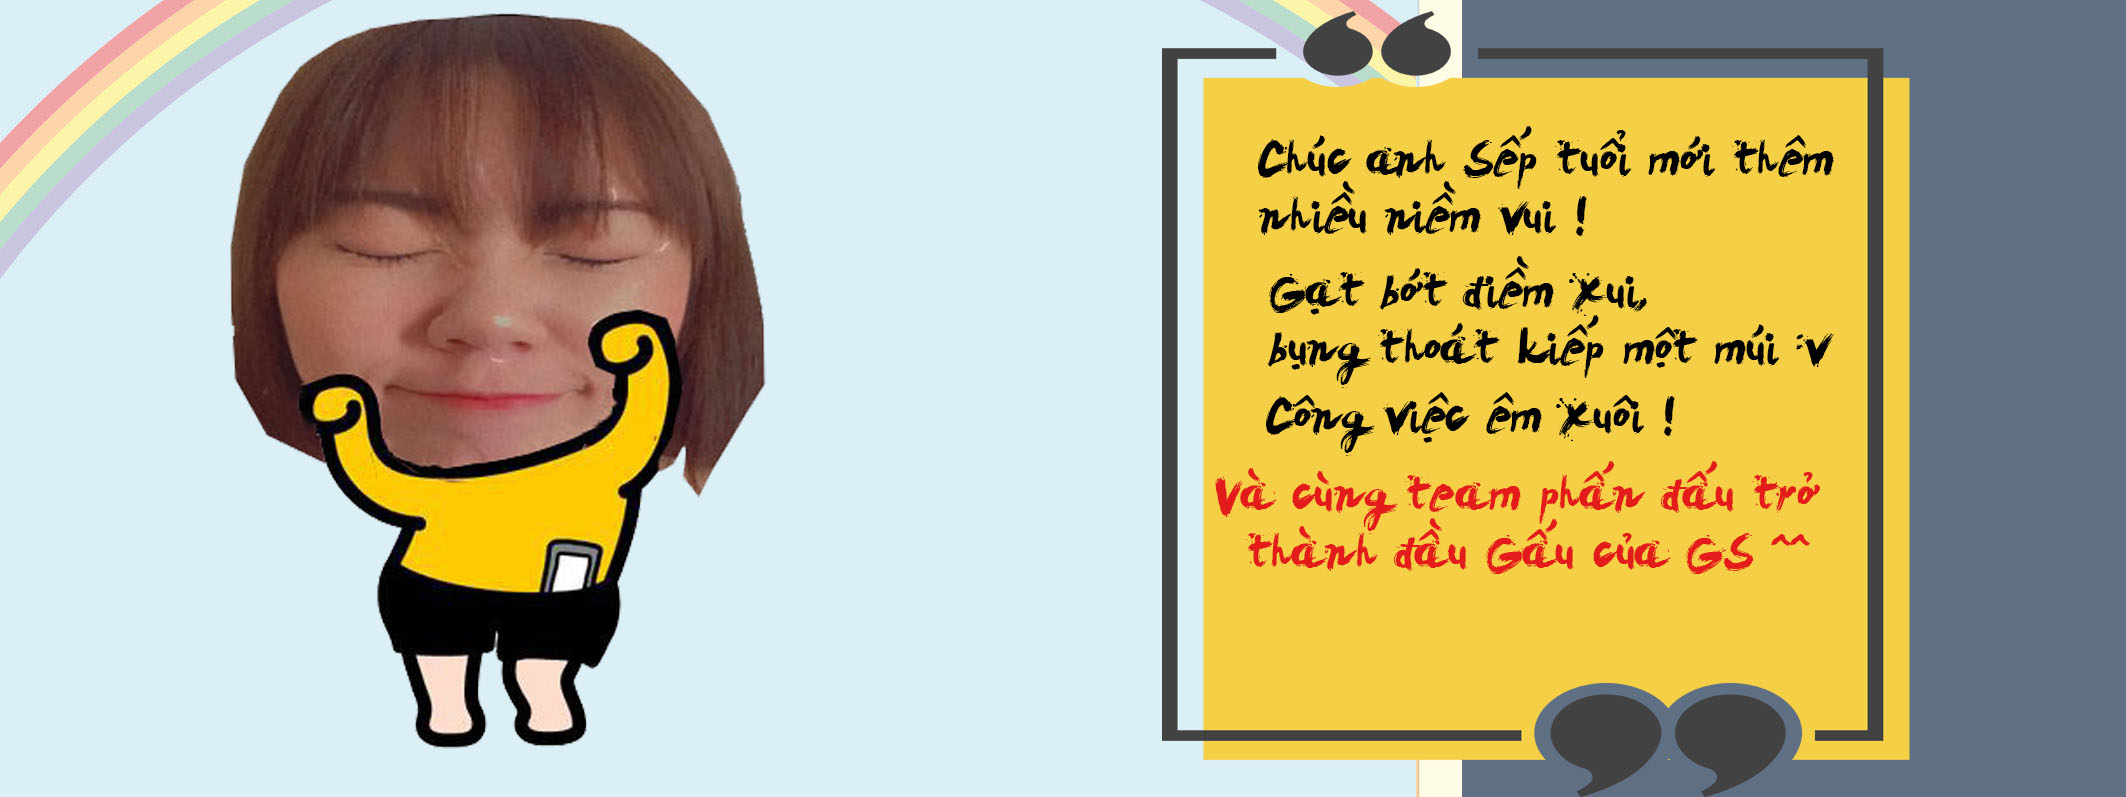 Chúc anh Sếp tuổi mới thêm
nhiều niềm vui !
Gạt bớt điềm xui,
bụng thoát kiếp một múi :v
Công việc êm xuôi !
Và cùng team phấn đấu trở
thành đầu Gấu của GS ^^